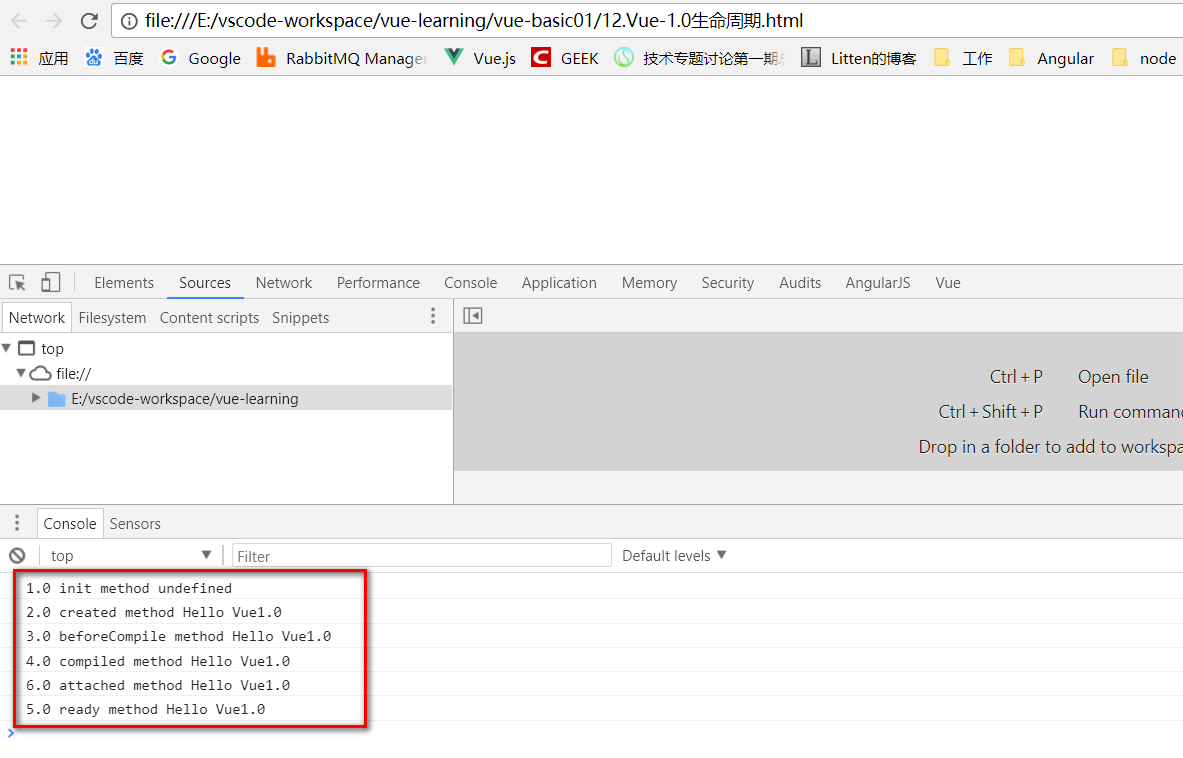 file:///E:/vscode-workspace/vue-learning/vue-basic01/12.Vue-1.0生命周期.html
应用 百度 Google RabbitMQ Manager Vue.js GEEK 技术专题讨论第一期 Litten的博客 工作 Angular node
Elements Sources Network Performance Console Application Memory Security Audits AngularJS Vue
Network Filesystem Content scripts Snippets
top
file://
E:/vscode-workspace/vue-learning
Ctrl + P Open file
Ctrl + Shift + P Run comman
Drop in a folder to add to workspa
Console Sensors
top Filter Default levels
1.0 init method undefined
2.0 created method Hello Vue1.0
3.0 beforeCompile method Hello Vue1.0
4.0 compiled method Hello Vue1.0
6.0 attached method Hello Vue1.0
5.0 ready method Hello Vue1.0